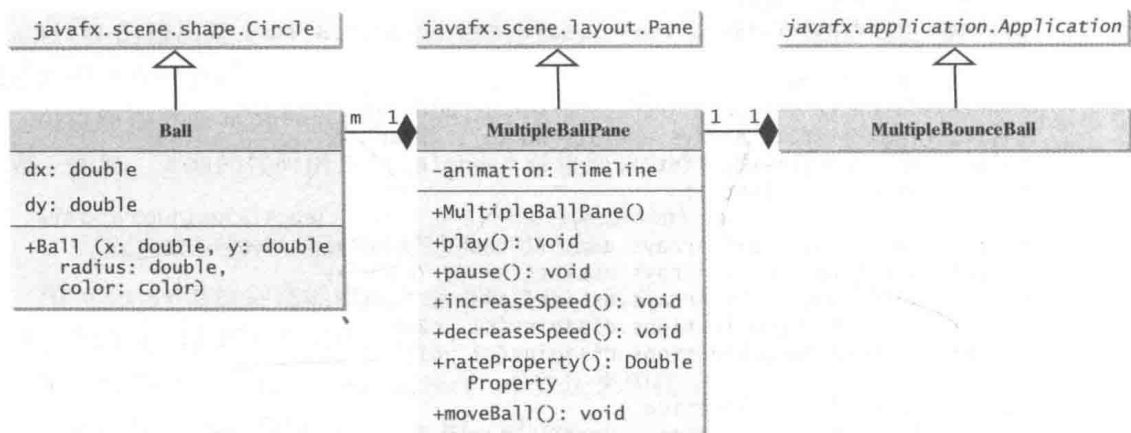 javafx.scene.shape.Circle
javafx.scene.layout.Pane
javafx.application.Application
Ball
m 1
MultipleBallPane
1 1
MultipleBounceBall
dx: double
dy: double
+Ball (x: double, y: double
radius: double,
color: color)
-animation: Timeline
+MultipleBallPane()
+play(): void
+pause(): void
+increaseSpeed(): void
+decreaseSpeed(): void
+rateProperty(): Double
Property
+moveBall(): void